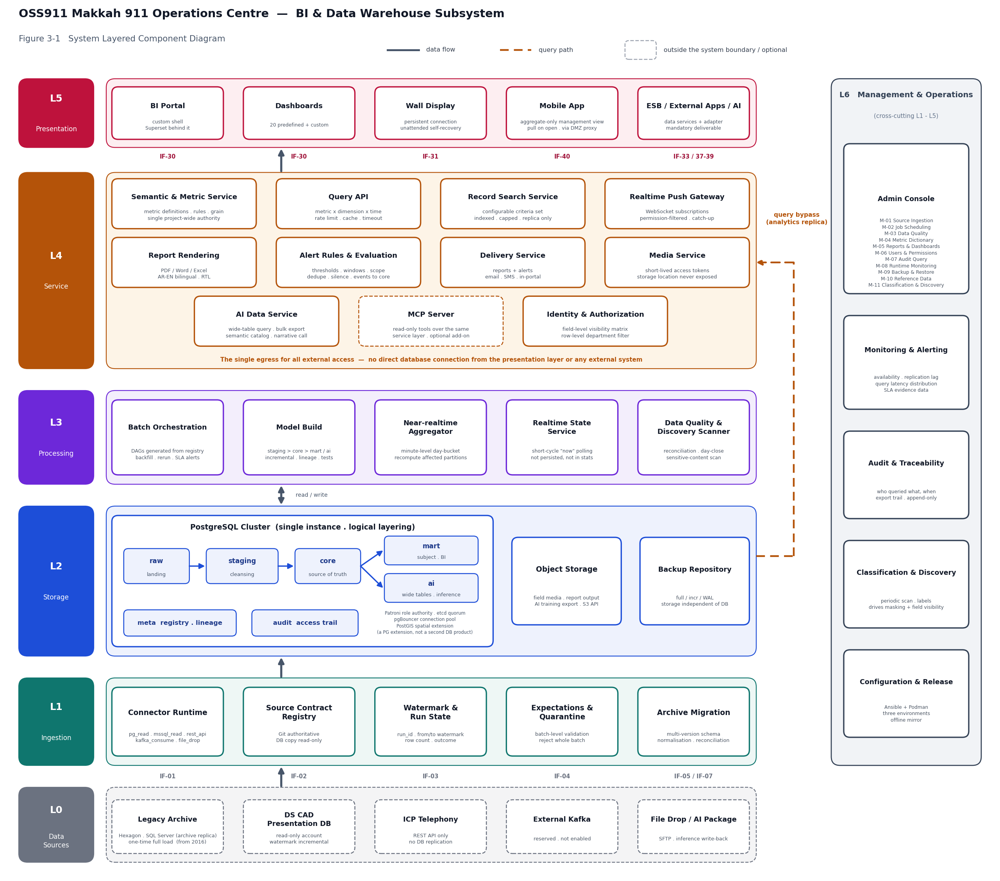 OSS911 Makkah 911 Operations Centre — BI & Data Warehouse Subsystem
Figure 3-1 System Layered Component Diagram
data flow
query path
outside the system boundary / optional
L5
Presentation
BI Portal
custom shell
Superset behind it
Dashboards
20 predefined + custom
Wall Display
persistent connection
unattended self-recovery
Mobile App
aggregate-only management view
pull on open . via DMZ proxy
ESB / External Apps / AI
data services + adapter
mandatory deliverable
IF-30
IF-30
IF-31
IF-40
IF-33 / 37-39
L4
Service
Semantic & Metric Service
metric definitions . rules . grain
single project-wide authority
Query API
metric x dimension x time
rate limit . cache . timeout
Record Search Service
configurable criteria set
indexed . capped . replica only
Realtime Push Gateway
WebSocket subscriptions
permission-filtered . catch-up
Report Rendering
PDF / Word / Excel
AR-EN bilingual . RTL
Alert Rules & Evaluation
thresholds . windows . scope
dedupe . silence . events to core
Delivery Service
reports + alerts
email . SMS . in-portal
Media Service
short-lived access tokens
storage location never exposed
AI Data Service
wide-table query . bulk export
semantic catalog . narrative call
MCP Server
read-only tools over the same
service layer . optional add-on
Identity & Authorization
field-level visibility matrix
row-level department filter
The single egress for all external access — no direct database connection from the presentation layer or any external system
query bypass
(analytics replica)
L3
Processing
Batch Orchestration
DAGs generated from registry
backfill . rerun . SLA alerts
Model Build
staging > core > mart / ai
incremental . lineage . tests
Near-realtime
Aggregator
minute-level day-bucket
recompute affected partitions
Realtime State
Service
short-cycle "now" polling
not persisted, not in stats
Data Quality &
Discovery Scanner
reconciliation . day-close
sensitive-content scan
read / write
L2
Storage
PostgreSQL Cluster (single instance . logical layering)
raw
landing
staging
cleansing
core
source of truth
mart
subject . BI
ai
wide tables . inference
meta registry . lineage
audit access trail
Patroni role authority . etcd quorum
pgBouncer connection pool
PostGIS spatial extension
(a PG extension, not a second DB product)
Object Storage
field media . report output
AI training export . S3 API
Backup Repository
full / incr / WAL
storage independent of DB
L1
Ingestion
Connector Runtime
pg_read . mssql_read . rest_api
kafka_consume . file_drop
Source Contract
Registry
Git authoritative
DB copy read-only
Watermark &
Run State
run_id . from/to watermark
row count . outcome
Expectations &
Quarantine
batch-level validation
reject whole batch
Archive Migration
multi-version schema
normalisation . reconciliation
IF-01
IF-02
IF-03
IF-04
IF-05 / IF-07
L0
Data
Sources
Legacy Archive
Hexagon . SQL Server (archive replica)
one-time full load (from 2016)
DS CAD
Presentation DB
read-only account
watermark incremental
ICP Telephony
REST API only
no DB replication
External Kafka
reserved . not enabled
File Drop / AI Package
SFTP . inference write-back
L6 Management & Operations
(cross-cutting L1 - L5)
Admin Console
M-01 Source Ingestion
M-02 Job Scheduling
M-03 Data Quality
M-04 Metric Dictionary
M-05 Reports & Dashboards
M-06 Users & Permissions
M-07 Audit Query
M-08 Runtime Monitoring
M-09 Backup & Restore
M-10 Reference Data
M-11 Classification & Discovery
Monitoring & Alerting
availability . replication lag
query latency distribution
SLA evidence data
Audit & Traceability
who queried what, when
export trail . append-only
Classification & Discovery
periodic scan . labels
drives masking + field visibility
Configuration & Release
Ansible + Podman
three environments
offline mirror